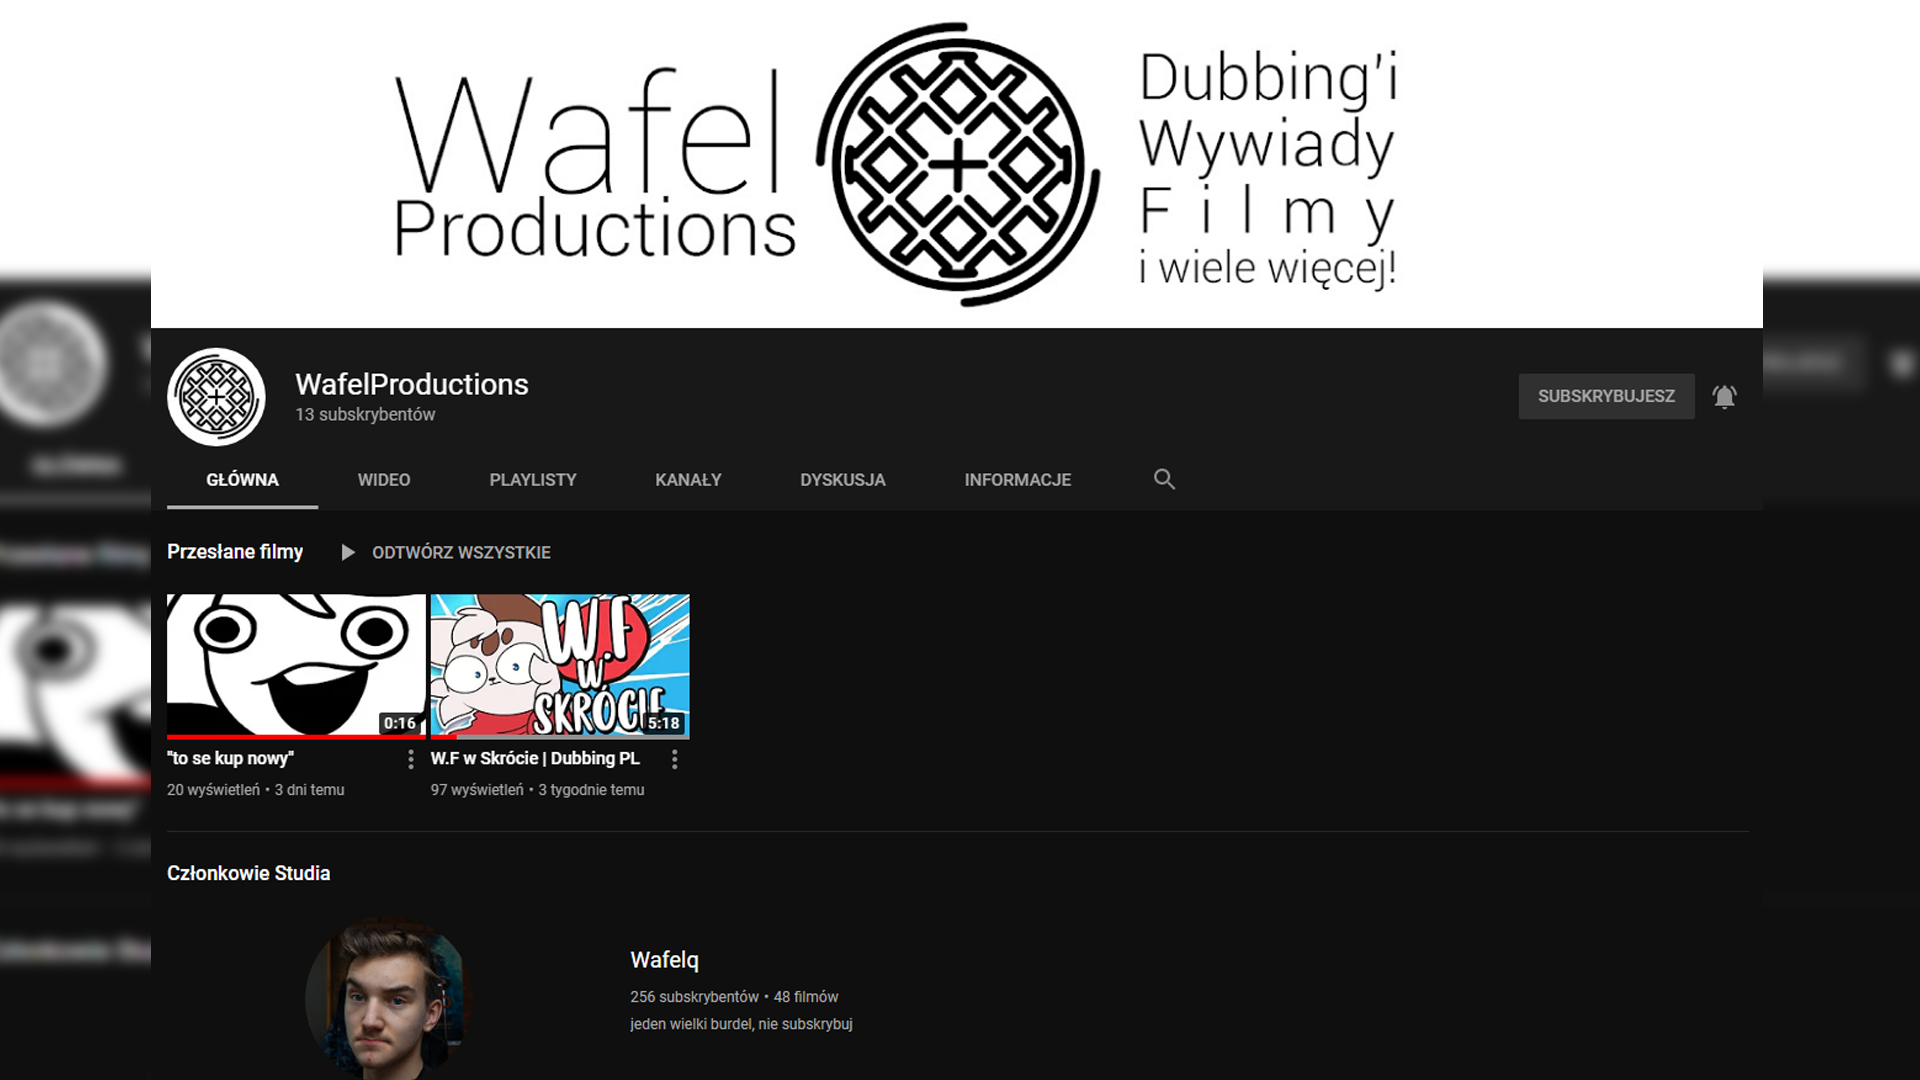 Wafel
Productions
Dubbing'i
Wywiady
Filmy
i wiele więcej!
WafelProductions
13 subskrybentów
SUBSKRYBUJESZ
GŁÓWNA
WIDEO
PLAYLISTY
KANAŁY
DYSKUSJA
INFORMACJE
Przesłane filmy
ODTWÓRZ WSZYSTKIE
W.F
W
SKRÓCIE
0:16
5:18
"to se kup nowy"
20 wyświetleń • 3 dni temu
W.F w Skrócie | Dubbing PL
97 wyświetleń • 3 tygodnie temu
Członkowie Studia
Wafelq
256 subskrybentów • 48 filmów
jeden wielki burdel, nie subskrybuj